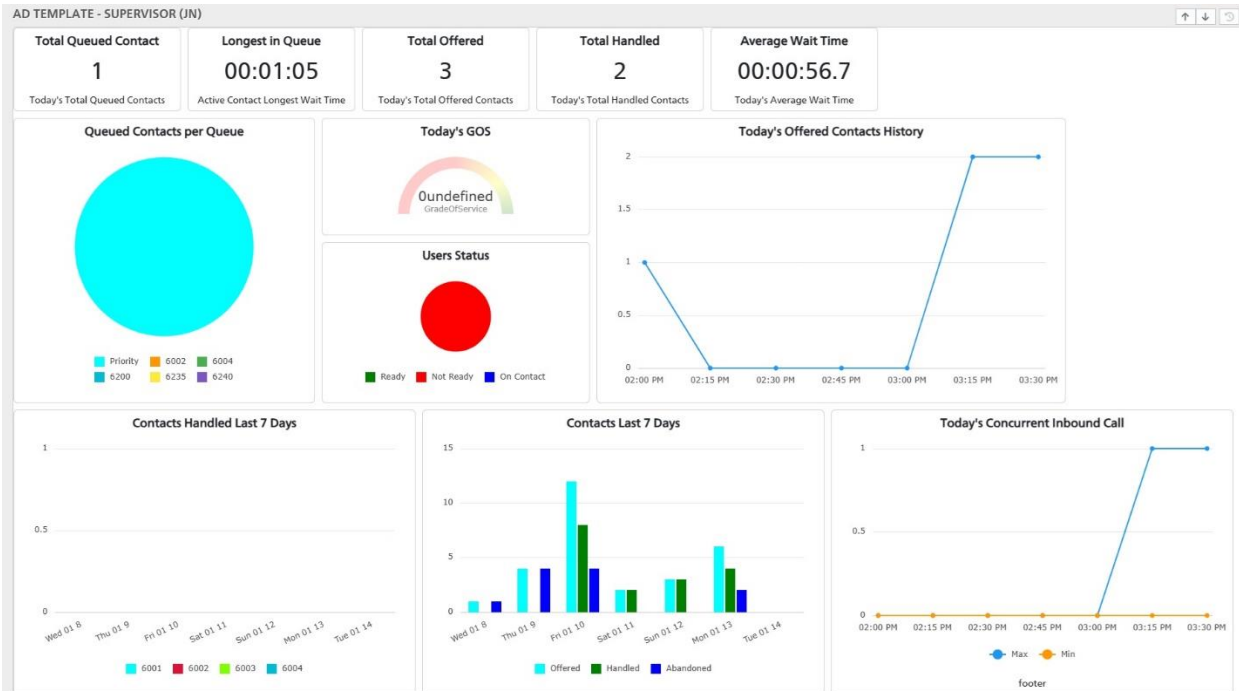 AD TEMPLATE - SUPERVISOR (JN)
Total Queued Contact
1
Today's Total Queued Contacts
Longest in Queue
00:01:05
Active Contact Longest Wait Time
Total Offered
3
Today's Total Offered Contacts
Total Handled
2
Today's Total Handled Contacts
Average Wait Time
00:00:56.7
Today's Average Wait Time
Queued Contacts per Queue
Priority 6002 6004
6200 6235 6240
Today's GOS
0undefined
GradeOfService
Users Status
Ready Not Ready On Contact
Today's Offered Contacts History
2
1.5
1
0.5
0
02:00 PM 02:15 PM 02:30 PM 02:45 PM 03:00 PM 03:15 PM 03:30 PM
Contacts Handled Last 7 Days
1
0.5
0
Wed 01 8 Thu 01 9 Fri 01 10 Sat 01 11 Sun 01 12 Mon 01 13 Tue 01 14
6001 6002 6003 6004
Contacts Last 7 Days
15
10
5
0
Wed 01 8 Thu 01 9 Fri 01 10 Sat 01 11 Sun 01 12 Mon 01 13 Tue 01 14
Offered Handled Abandoned
Today's Concurrent Inbound Call
1
0.5
0
02:00 PM 02:15 PM 02:30 PM 02:45 PM 03:00 PM 03:15 PM 03:30 PM
Max Min
footer